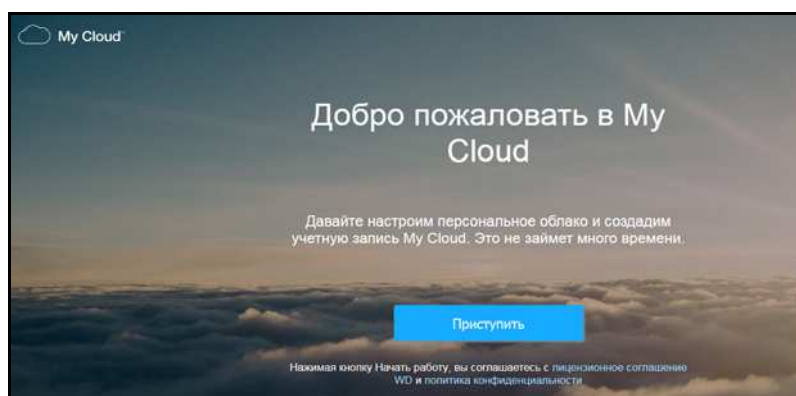 My Cloud™
Добро пожаловать в My
Cloud
Давайте настроим персональное облако и создадим
учетную запись My Cloud. Это не займет много времени.
Приступить
Нажимая кнопку Начать работу, вы соглашаетесь с лицензионное соглашение
WD и политика конфиденциальности